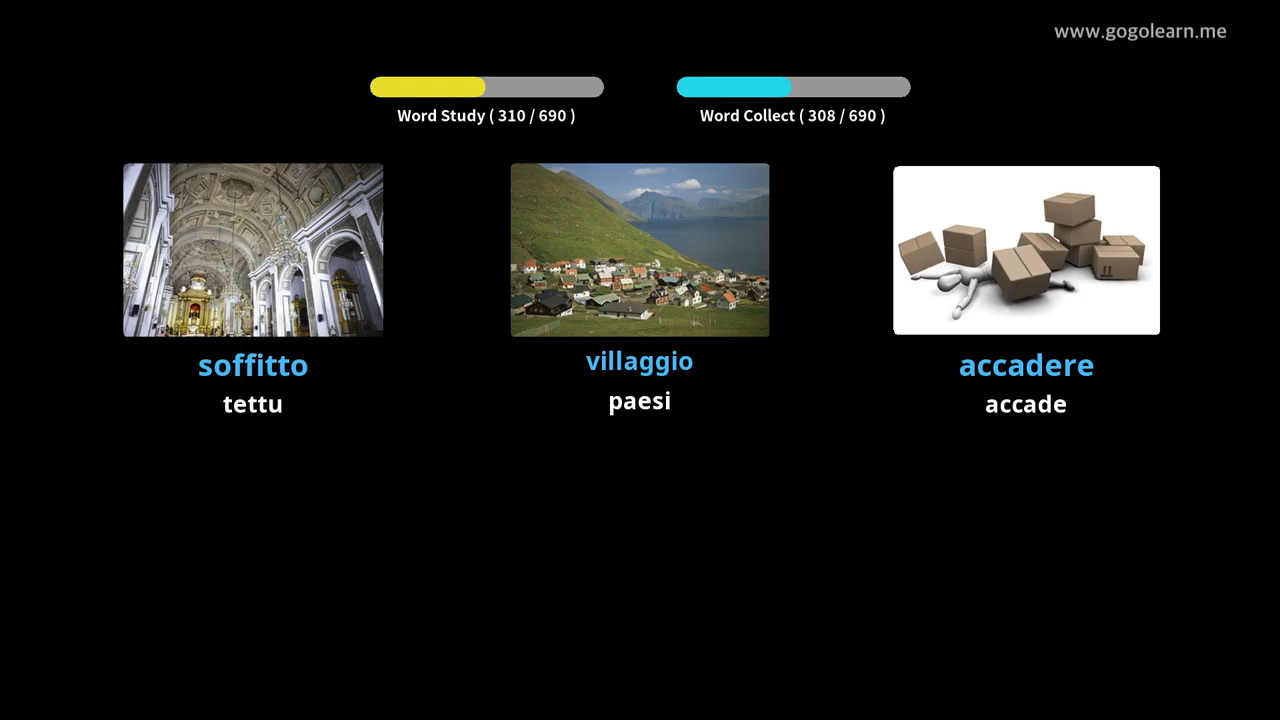 www.gogolearn.me
Word Study ( 310 / 690 )
Word Collect ( 308 / 690 )
soffitto
tettu
villaggio
paesi
accadere
accade